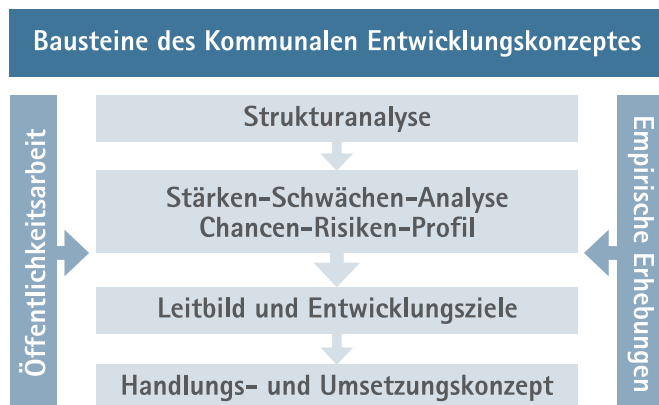 Bausteine des Kommunalen Entwicklungskonzeptes
Öffentlichkeitsarbeit
Strukturanalyse
Stärken-Schwächen-Analyse
Chancen-Risiken-Profil
Leitbild und Entwicklungsziele
Handlungs- und Umsetzungskonzept
Empirische Erhebungen